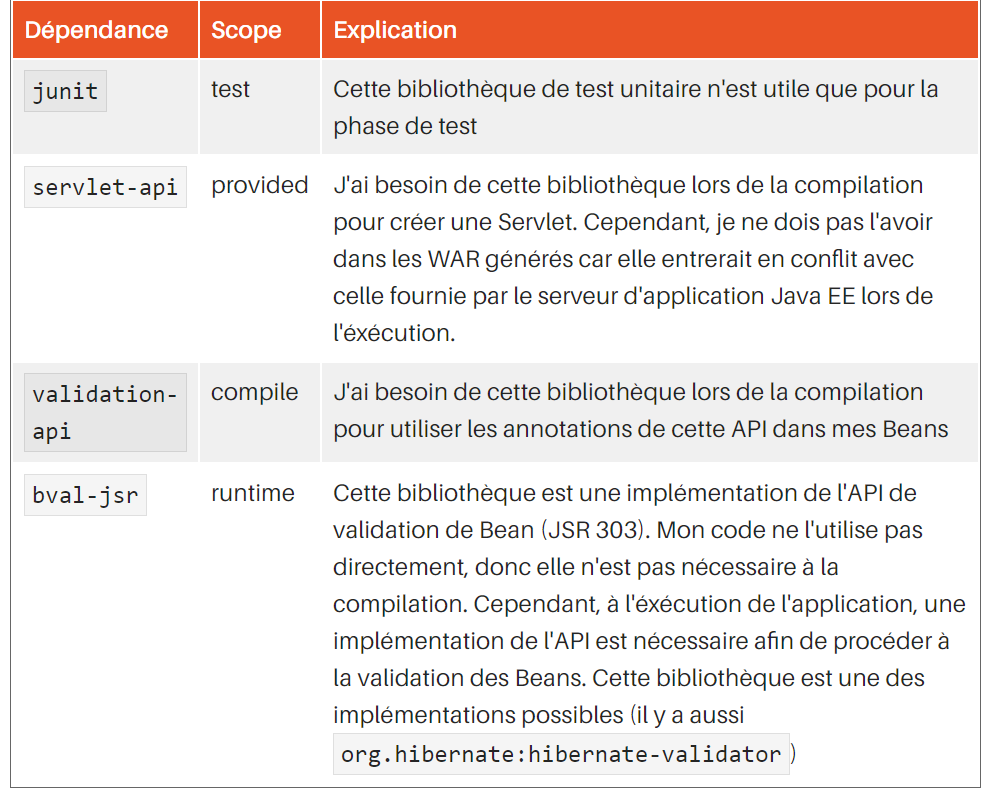 Dépendance Scope Explication
junit test Cette bibliothèque de test unitaire n'est utile que pour la
phase de test
servlet-api provided J'ai besoin de cette bibliothèque lors de la compilation
pour créer une Servlet. Cependant, je ne dois pas l'avoir
dans les WAR générés car elle entrerait en conflit avec
celle fournie par le serveur d'application Java EE lors de
l'éxécution.
validation- compile J'ai besoin de cette bibliothèque lors de la compilation
api pour utiliser les annotations de cette API dans mes Beans
bval-jsr runtime Cette bibliothèque est une implémentation de l'API de
validation de Bean (JSR 303). Mon code ne l'utilise pas
directement, donc elle n'est pas nécessaire à la
compilation. Cependant, à l'éxécution de l'application, une
implémentation de l'API est nécessaire afin de procéder à
la validation des Beans. Cette bibliothèque est une des
implémentations possibles (il y a aussi
org.hibernate:hibernate-validator )